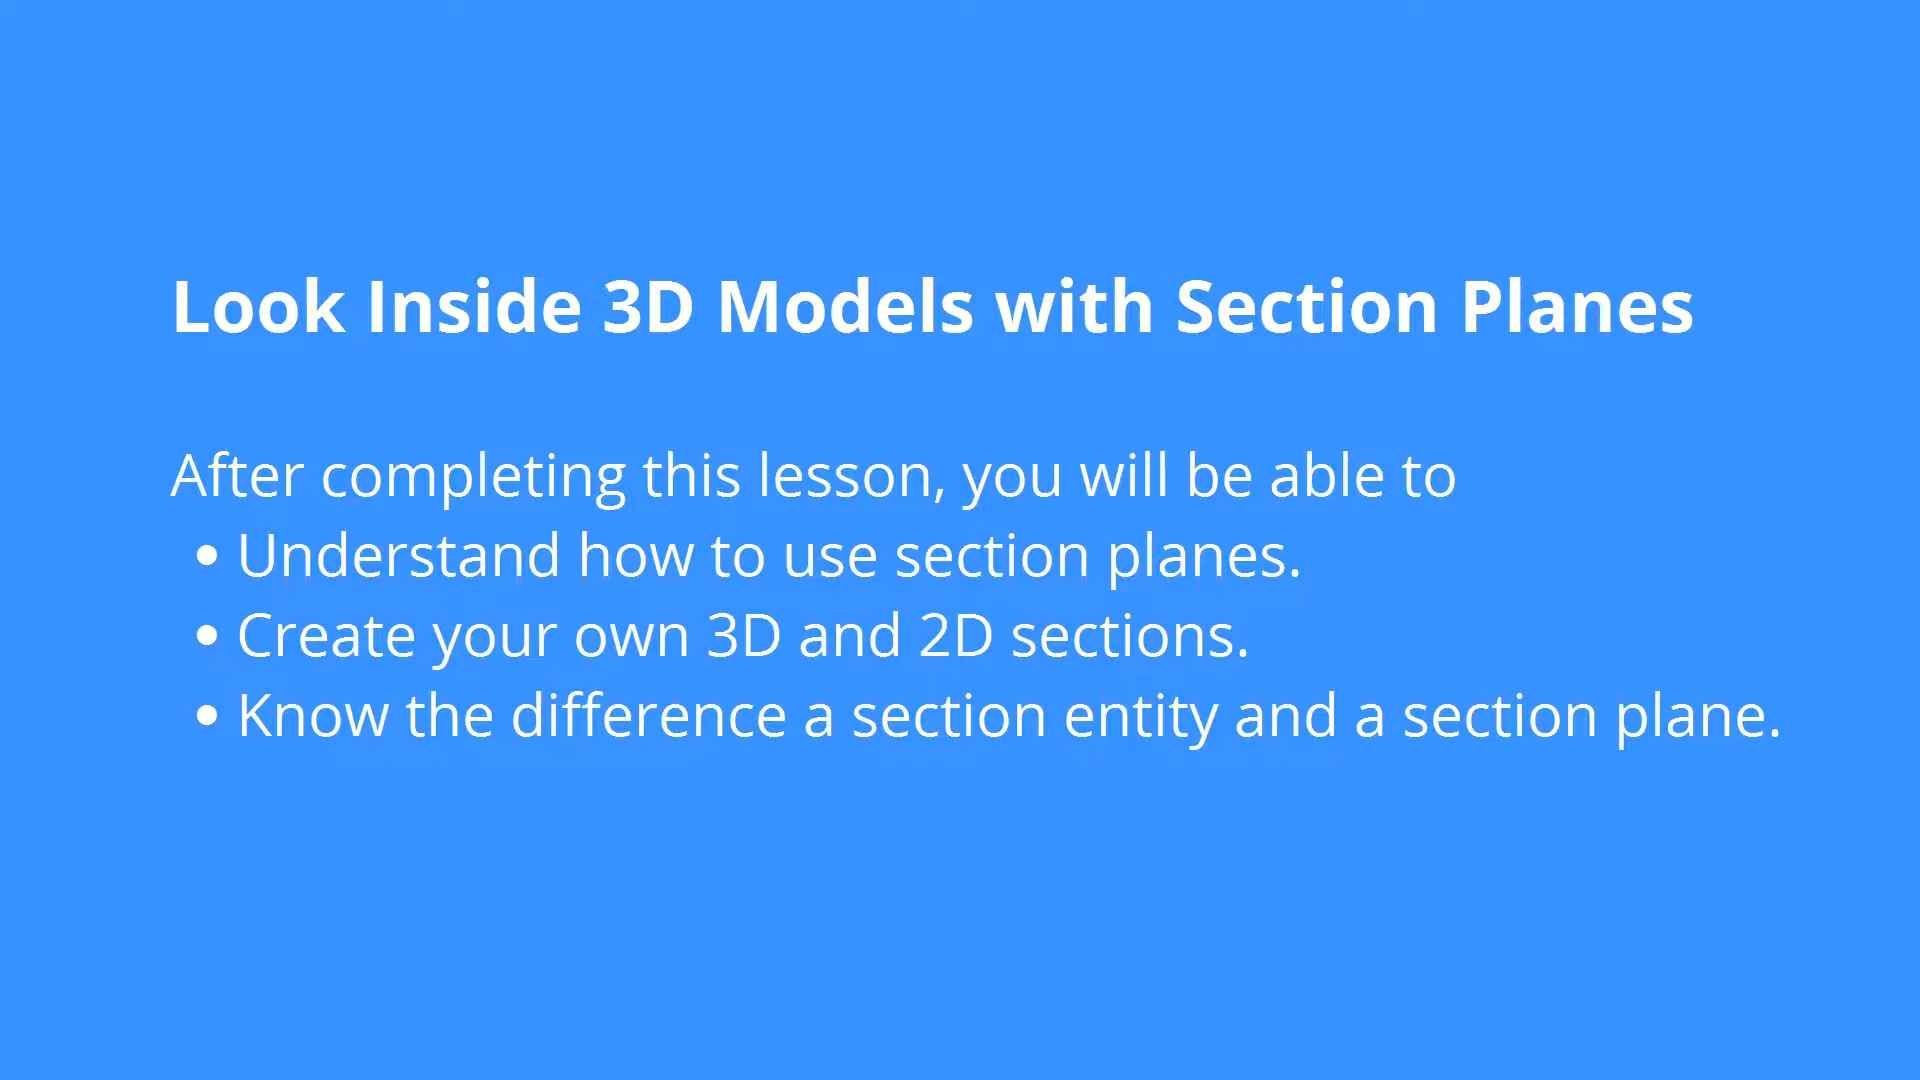 Look Inside 3D Models with Section Planes
After completing this lesson, you will be able to
• Understand how to use section planes.
• Create your own 3D and 2D sections.
• Know the difference a section entity and a section plane.